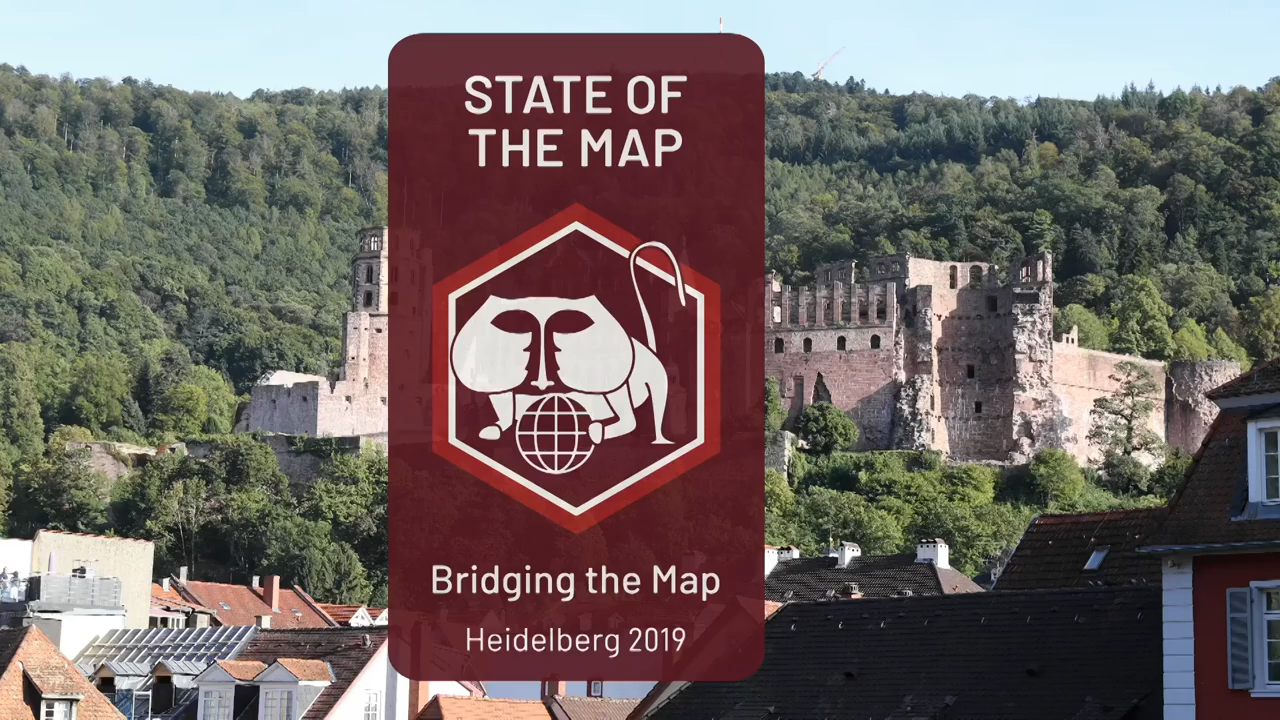 STATE OF
THE MAP
Bridging the Map
Heidelberg 2019